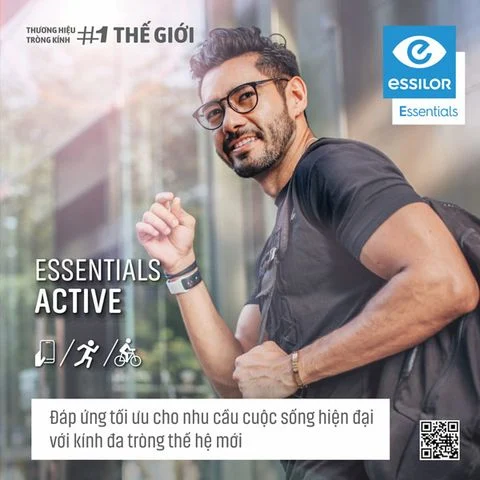 THƯƠNG HIỆU
TRÒNG KÍNH #1 THẾ GIỚI
essilor
Essentials
ESSENTIALS
ACTIVE
Đáp ứng tối ưu cho nhu cầu cuộc sống hiện đại
với kính đa tròng thế hệ mới